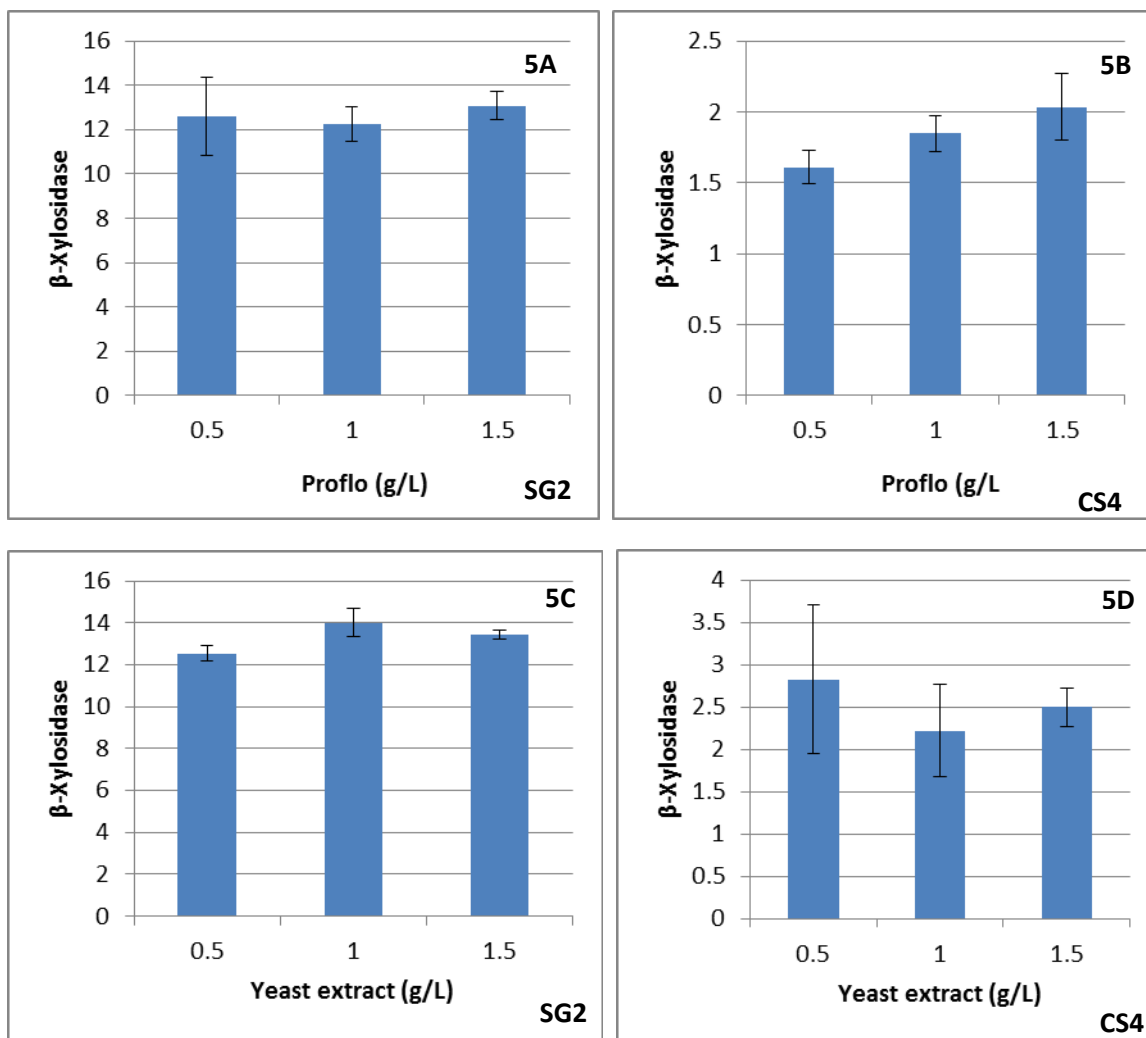 5A
β-Xylosidase
16
14
12
10
8
6
4
2
0
0.5 1 1.5
Proflo (g/L)
SG2
5B
β-Xylosidase
2.5
2
1.5
1
0.5
0
0.5 1 1.5
Proflo (g/L
CS4
5C
β-Xylosidase
16
14
12
10
8
6
4
2
0
0.5 1 1.5
Yeast extract (g/L)
SG2
5D
β-Xylosidase
4
3.5
3
2.5
2
1.5
1
0.5
0
0.5 1 1.5
Yeast extract (g/L)
CS4